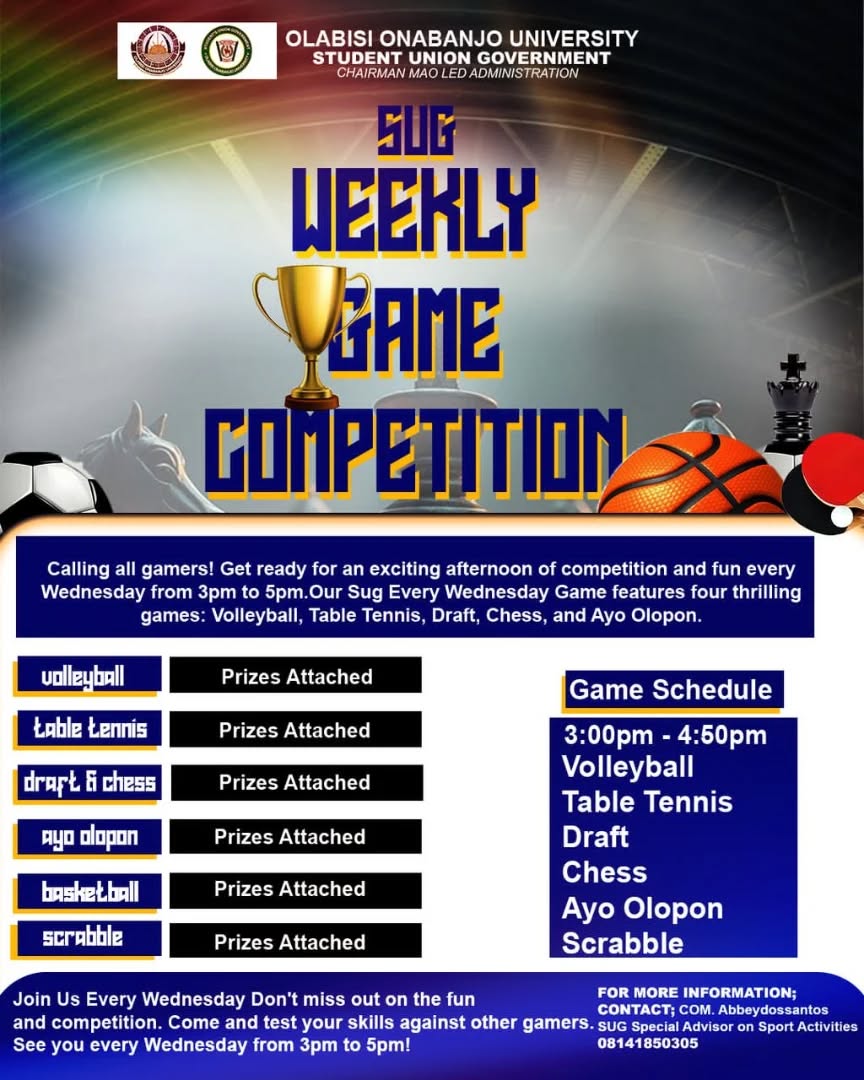 OLABISI ONABANJO UNIVERSITY
STUDENT UNION GOVERNMENT
CHAIRMAN MAO LED ADMINISTRATION
SUG
WEEKLY
GAME
COMPETITION
Calling all gamers! Get ready for an exciting afternoon of competition and fun every
Wednesday from 3pm to 5pm.Our Sug Every Wednesday Game features four thrilling
games: Volleyball, Table Tennis, Draft, Chess, and Ayo Olopon.
volleyball Prizes Attached
table tennis Prizes Attached
draft & chess Prizes Attached
ayo olopon Prizes Attached
basketball Prizes Attached
scrabble Prizes Attached
Game Schedule
3:00pm - 4:50pm
Volleyball
Table Tennis
Draft
Chess
Ayo Olopon
Scrabble
Join Us Every Wednesday Don't miss out on the fun
and competition. Come and test your skills against other gamers.
See you every Wednesday from 3pm to 5pm!
FOR MORE INFORMATION;
CONTACT; COM. Abbeydossantos
SUG Special Advisor on Sport Activities
08141850305